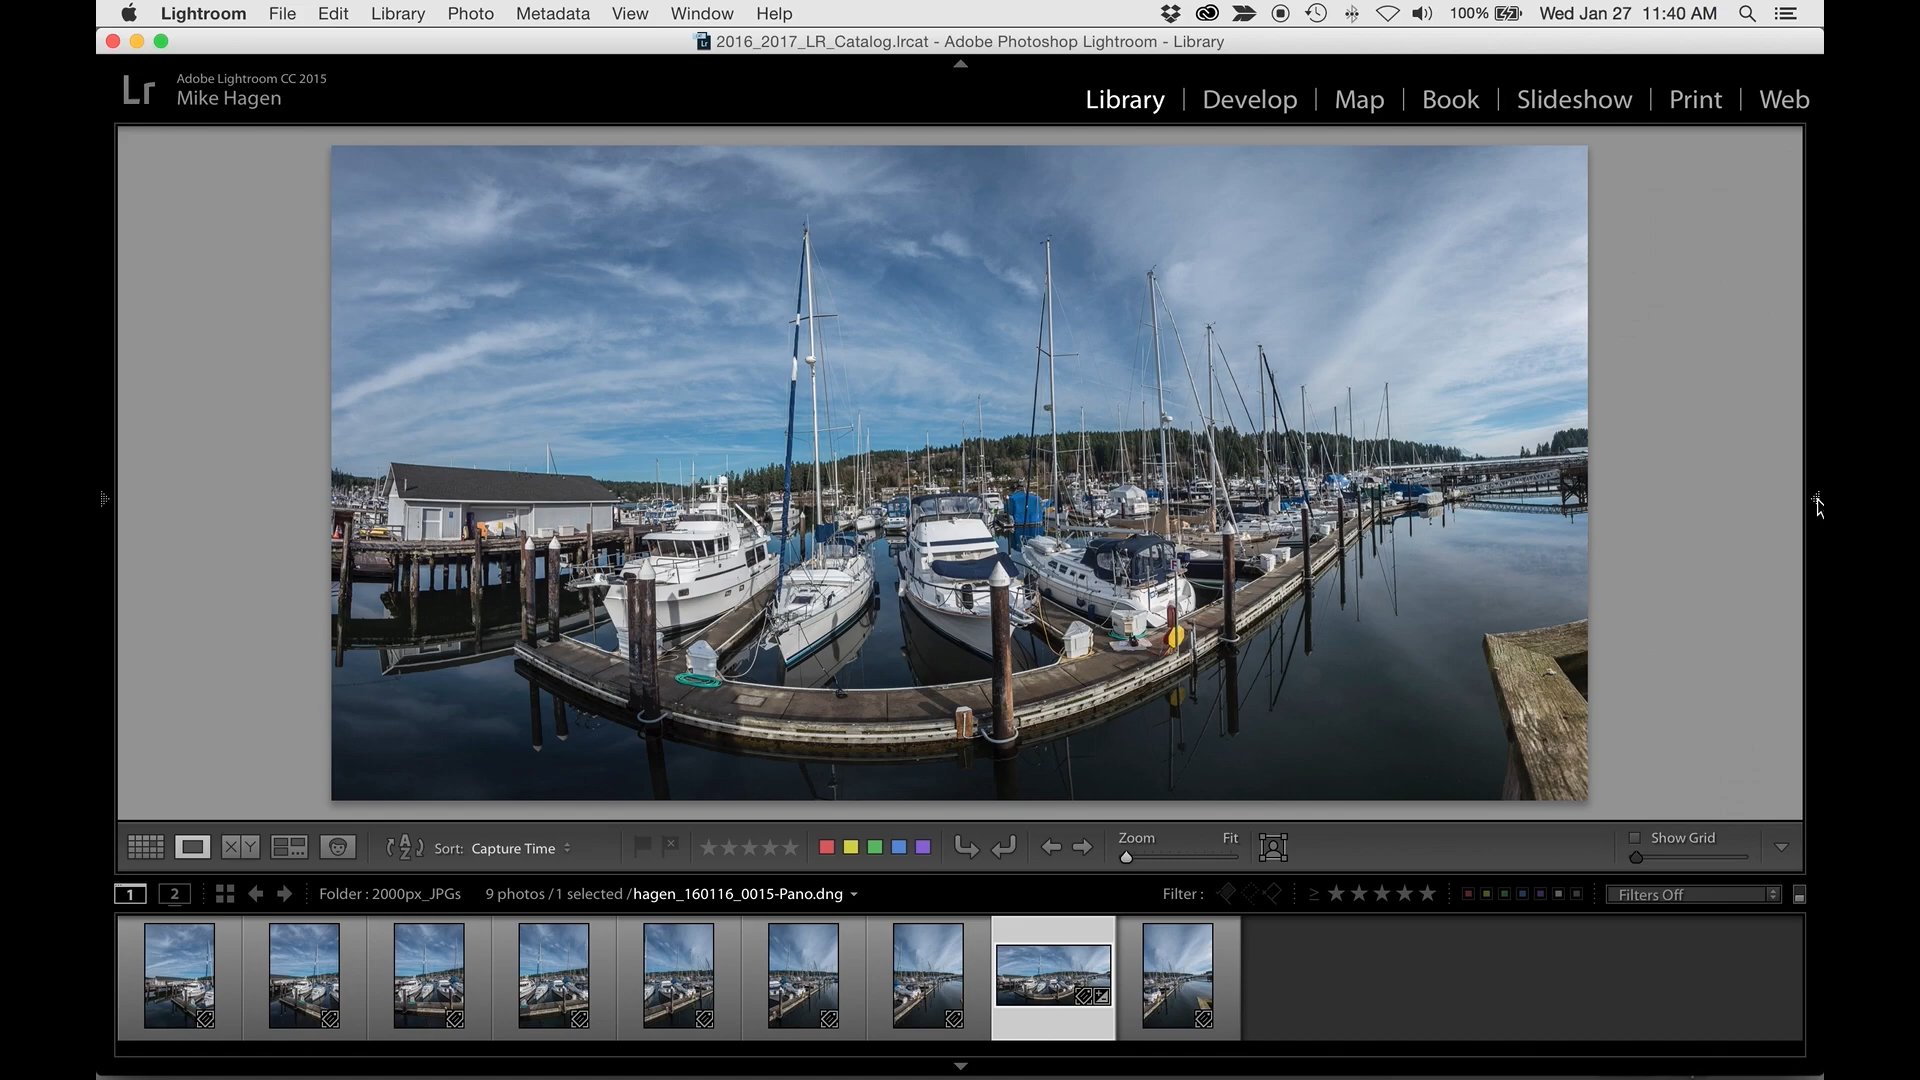 Lightroom File Edit Library Photo Metadata View Window Help 100% Wed Jan 27 11:40 AM
Lr 2016_2017_LR_Catalog.lrcat - Adobe Photoshop Lightroom - Library
Lr Adobe Lightroom CC 2015
Mike Hagen
Library | Develop | Map | Book | Slideshow | Print | Web
XY AZ Sort: Capture Time Zoom Fit Show Grid
1 2 Folder : 2000px_JPGs 9 photos / 1 selected / hagen_160116_0015-Pano.dng Filter : ≥ Filters Off